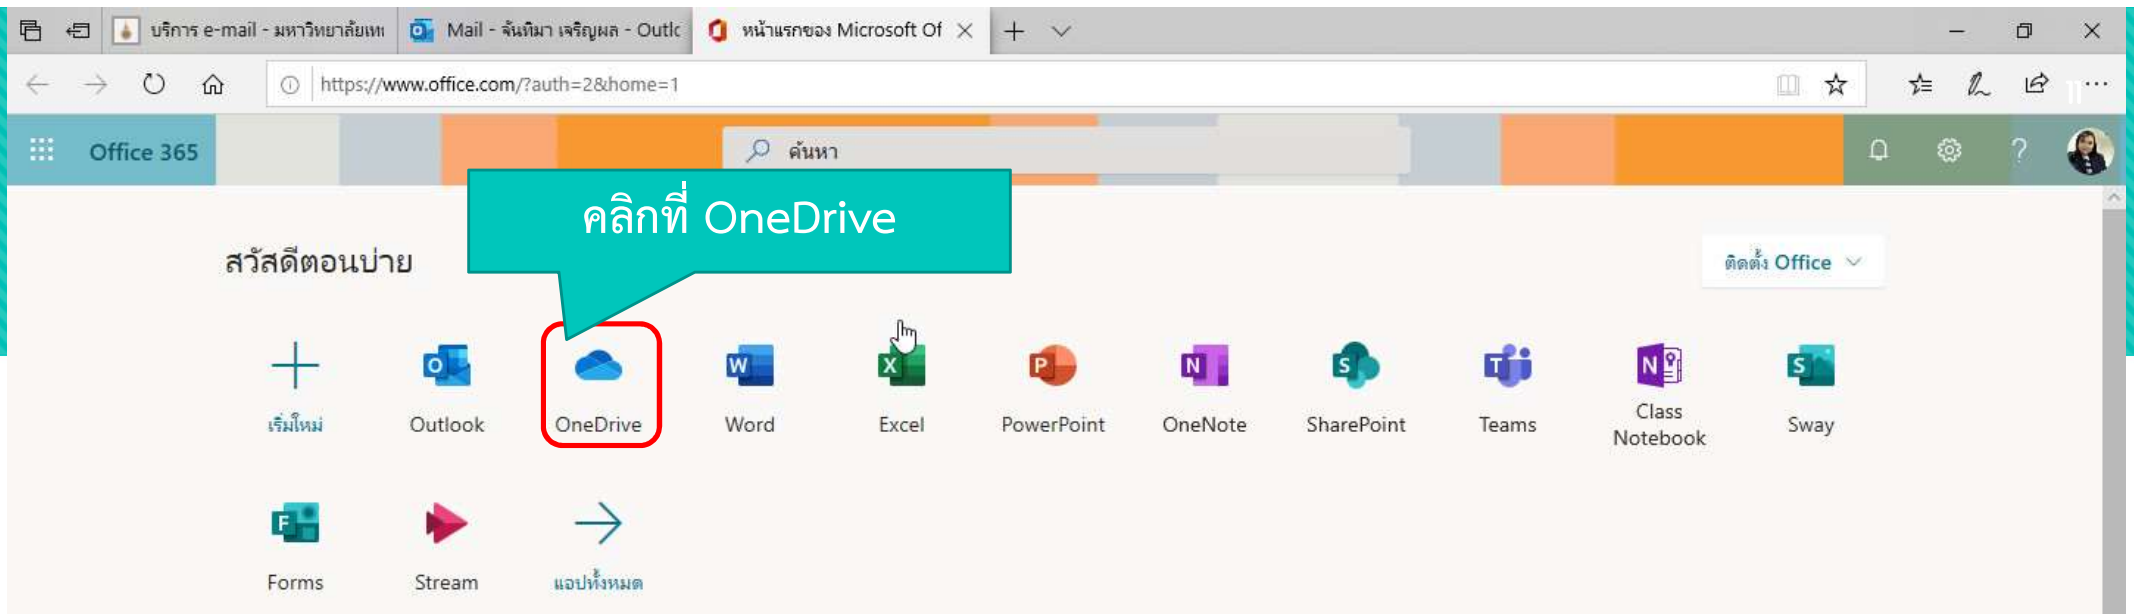 บริการ e-mail - มหาวิทยาลัยเทเ
Mail - จันทิมา เจริญผล - Outlc
หน้าแรกของ Microsoft Of
https://www.office.com/?auth=2&home=1
Office 365
ค้นหา
คลิกที่ OneDrive
สวัสดีตอนบ่าย
ติดตั้ง Office
เริ่มใหม่
Outlook
OneDrive
Word
Excel
PowerPoint
OneNote
SharePoint
Teams
Class
Notebook
Sway
Forms
Stream
แอปทั้งหมด